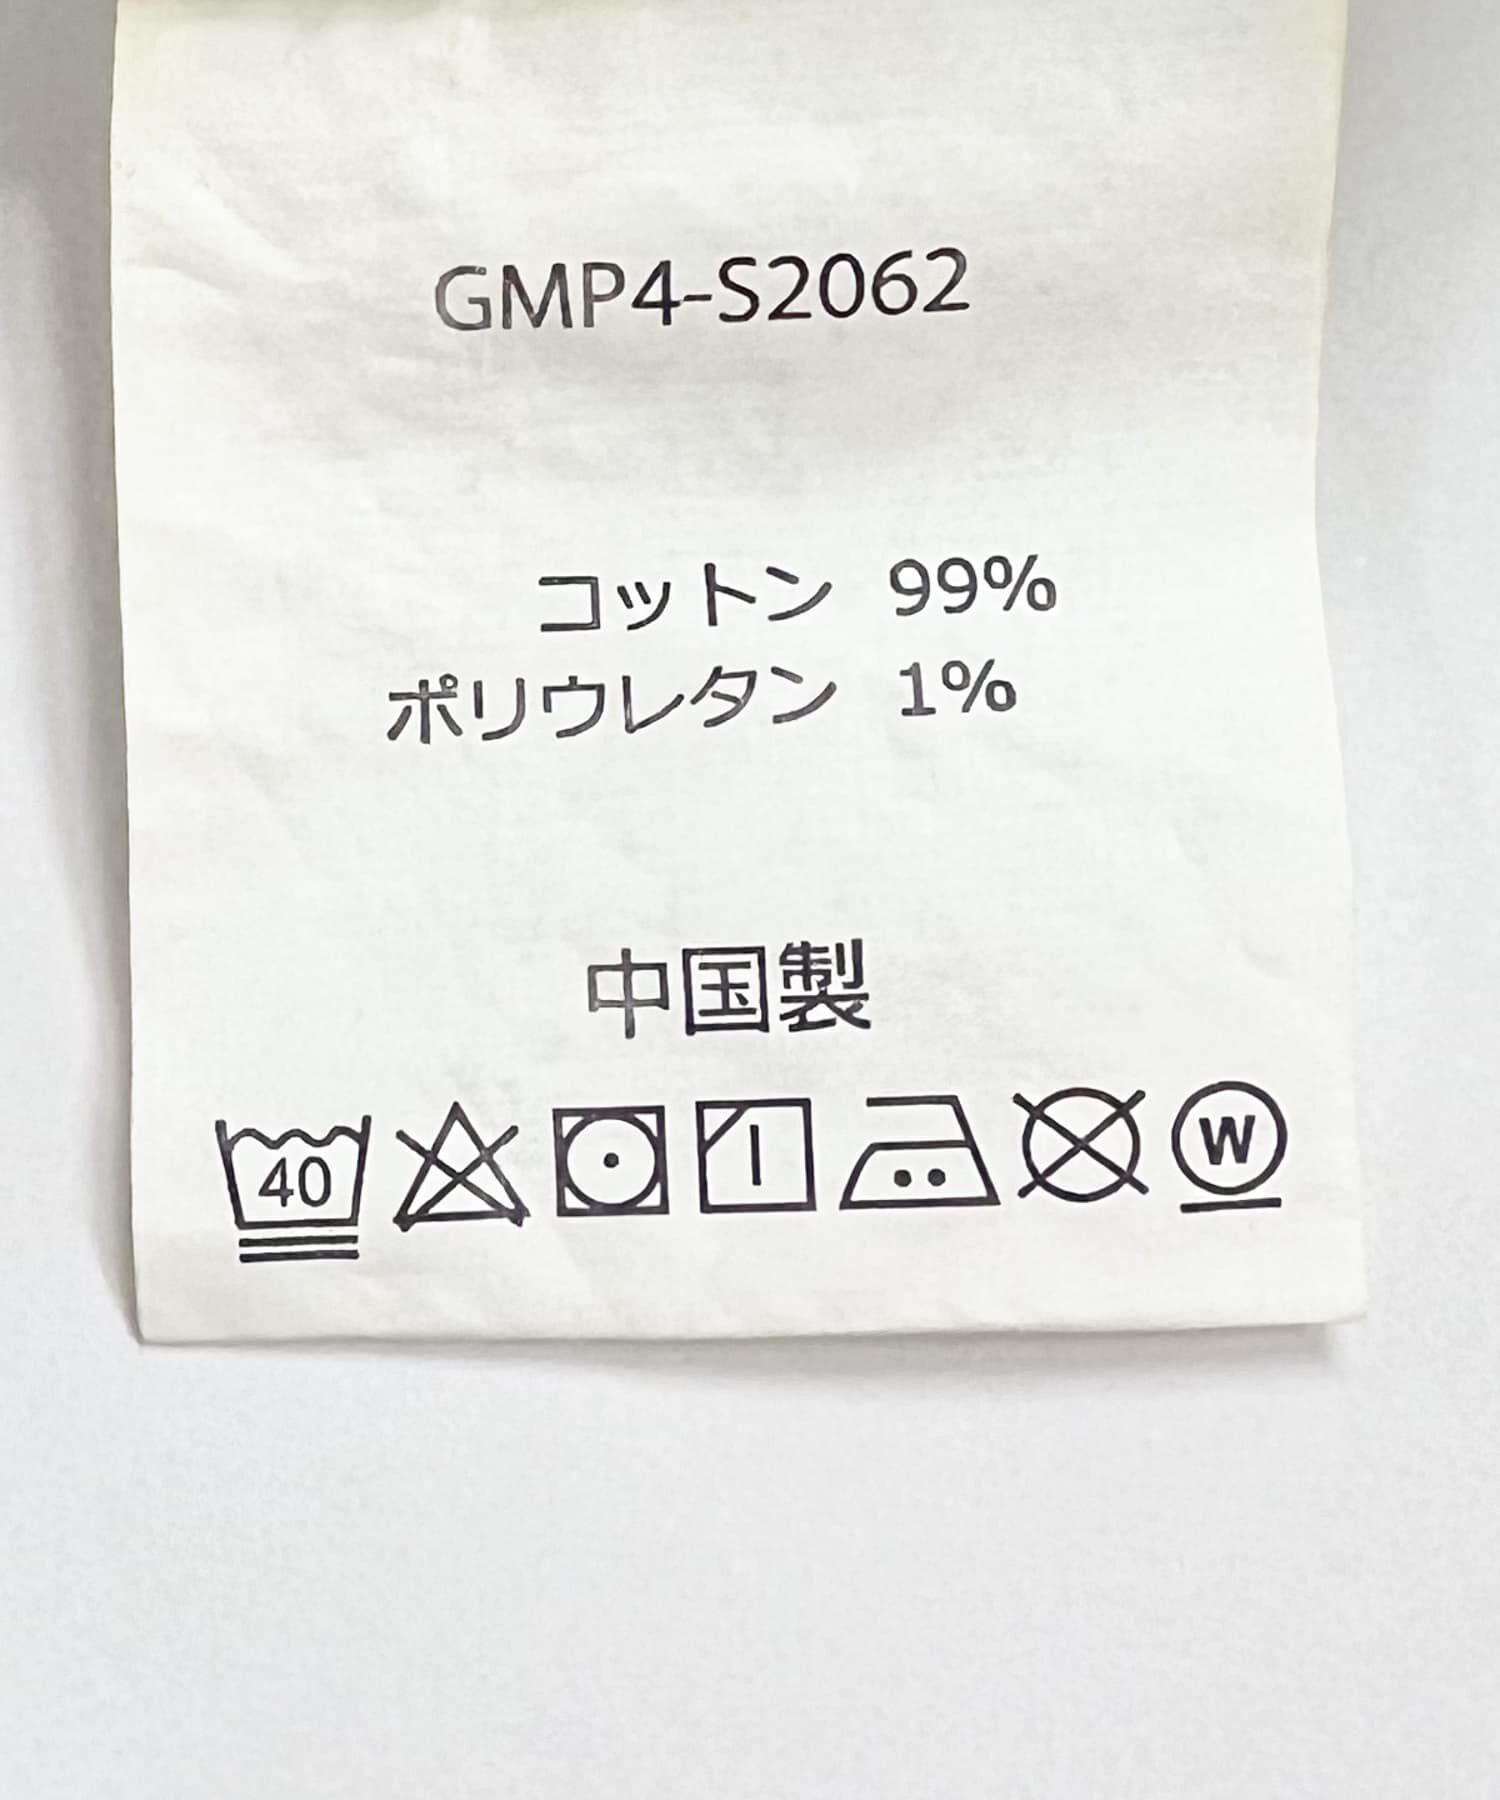 GMP4-S2062
コットン 99%
ポリウレタン 1%
中国製
40 W